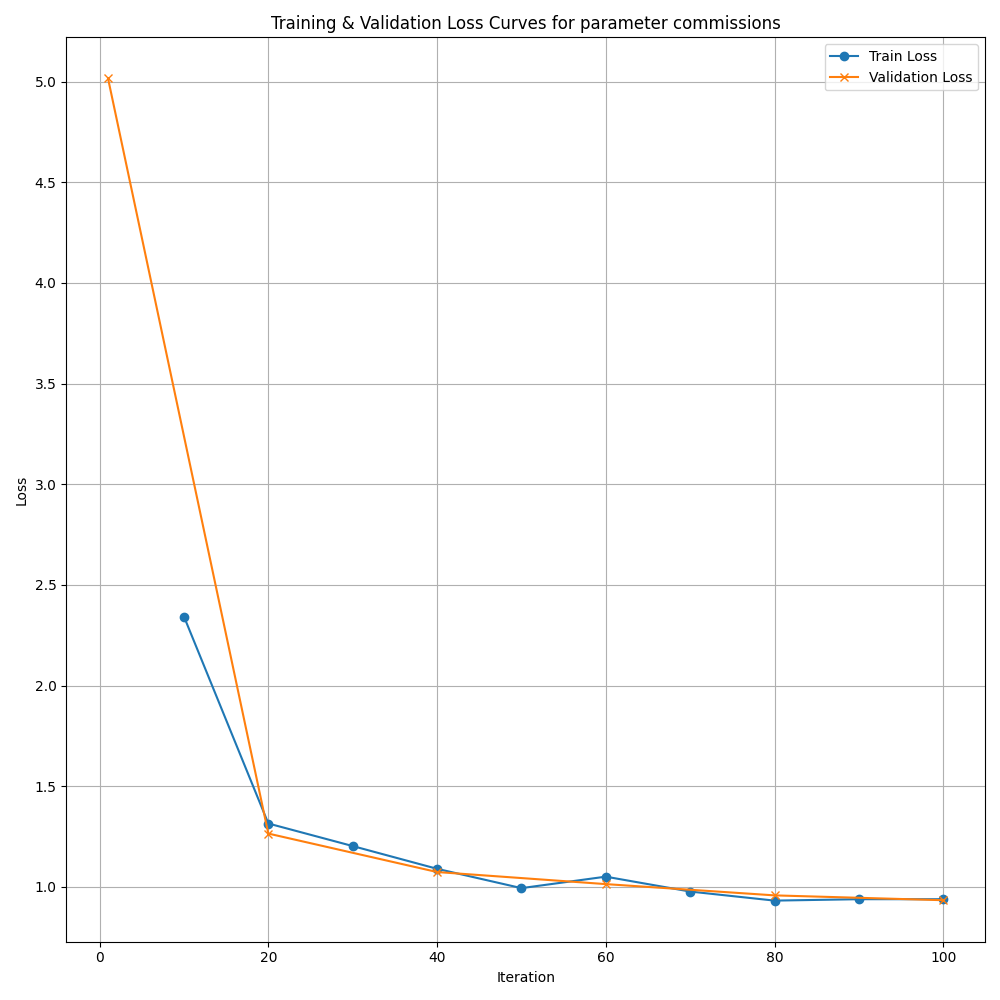 Training & Validation Loss Curves for parameter commissions
Train Loss
Validation Loss
5.0
4.5
4.0
3.5
3.0
2.5
2.0
1.5
1.0
Loss
0 20 40 60 80 100
Iteration